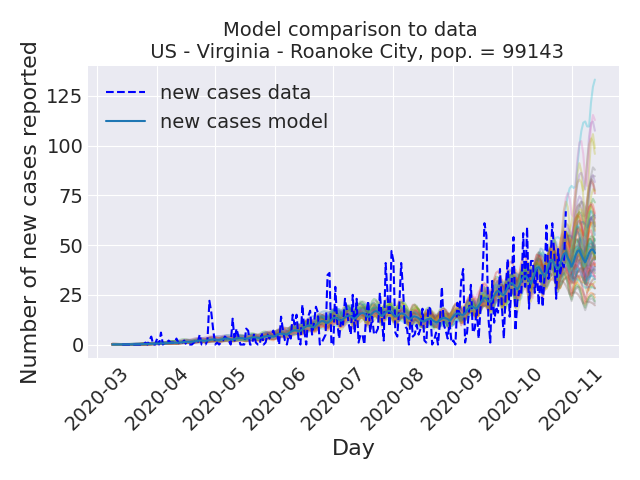 Model comparison to data
US - Virginia - Roanoke City, pop. = 99143
Number of new cases reported
125
100
75
50
25
0
new cases data
new cases model
2020-03
2020-04
2020-05
2020-06
2020-07
2020-08
2020-09
2020-10
2020-11
Day